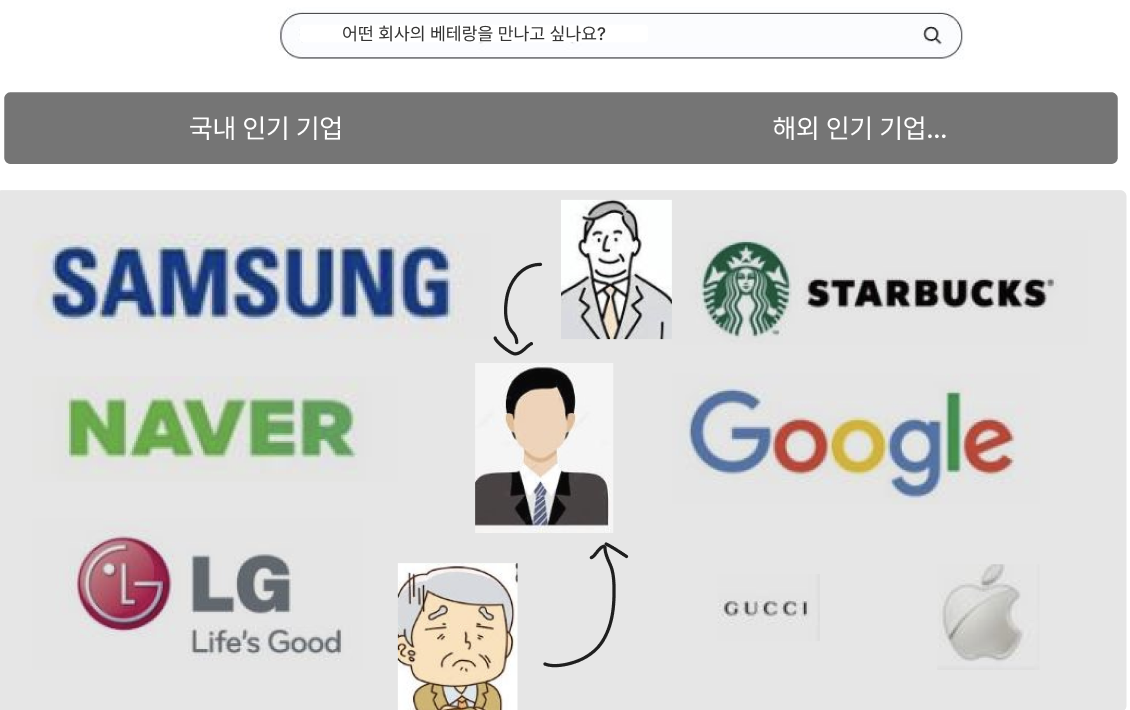 어떤 회사의 베테랑을 만나고 싶나요?
국내 인기 기업
해외 인기 기업...
SAMSUNG
STARBUCKS®
NAVER
Google
LG
Life's Good
GUCCI